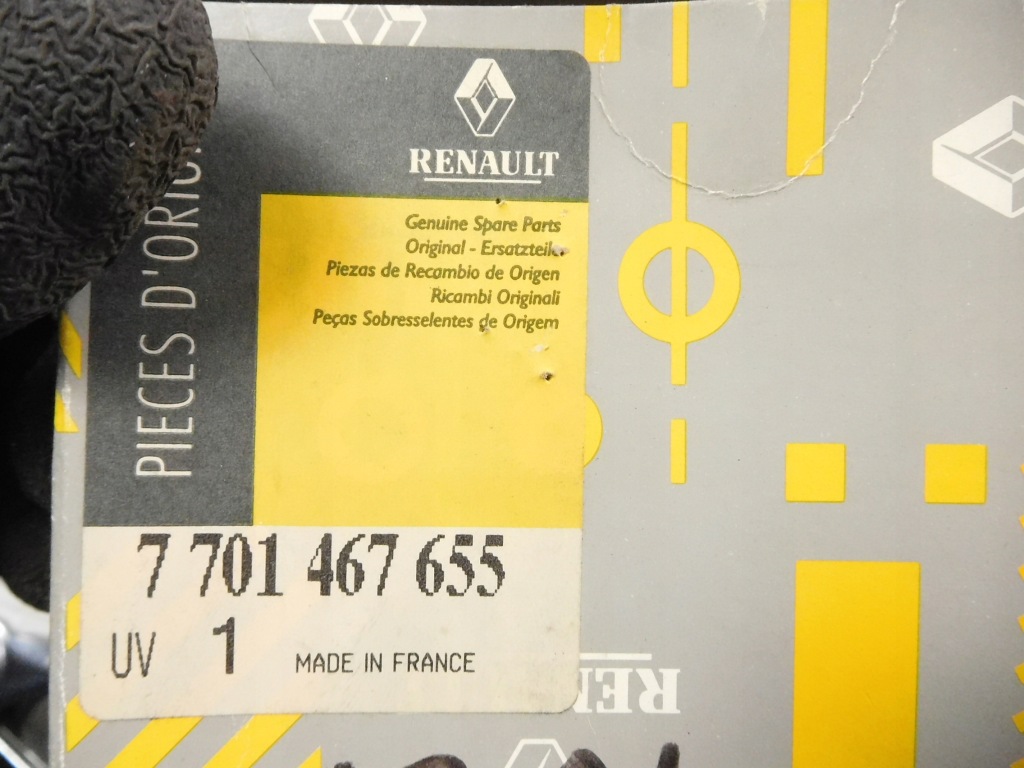 RENAULT
Genuine Spare Parts
Original - Ersatzteile
Piezas de Recambio de Origen
Ricambi Originali
Peças Sobresselentes de Origem
PIECES D'ORIG
7 701 467 655
UV 1 MADE IN FRANCE
REN